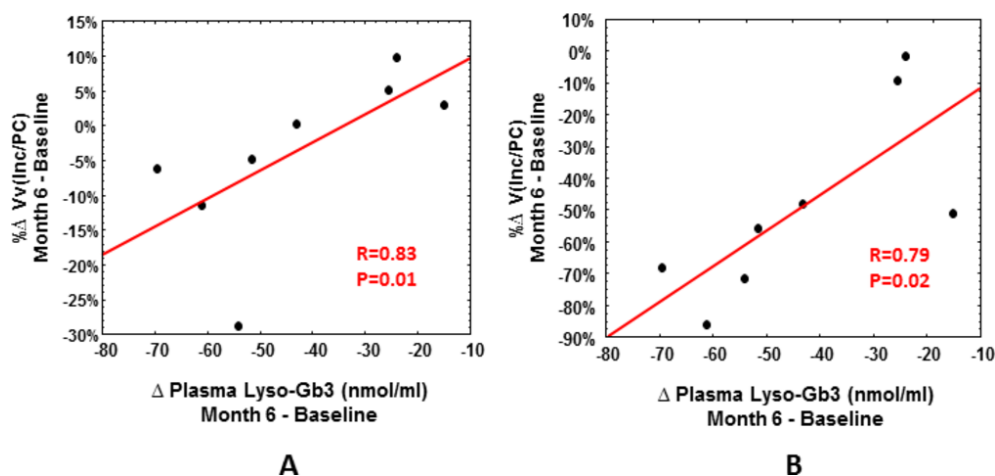 %Δ Vv(Inc/PC)
Month 6 - Baseline
15%
10%
5%
0%
-5%
-10%
-15%
-20%
-25%
-30%
R=0.83
P=0.01
-80 -70 -60 -50 -40 -30 -20 -10
Δ Plasma Lyso-Gb3 (nmol/ml)
Month 6 - Baseline
A
%Δ V(Inc/PC)
Month 6 - Baseline
10%
0%
-10%
-20%
-30%
-40%
-50%
-60%
-70%
-80%
-90%
R=0.79
P=0.02
-80 -70 -60 -50 -40 -30 -20 -10
Δ Plasma Lyso-Gb3 (nmol/ml)
Month 6 - Baseline
B